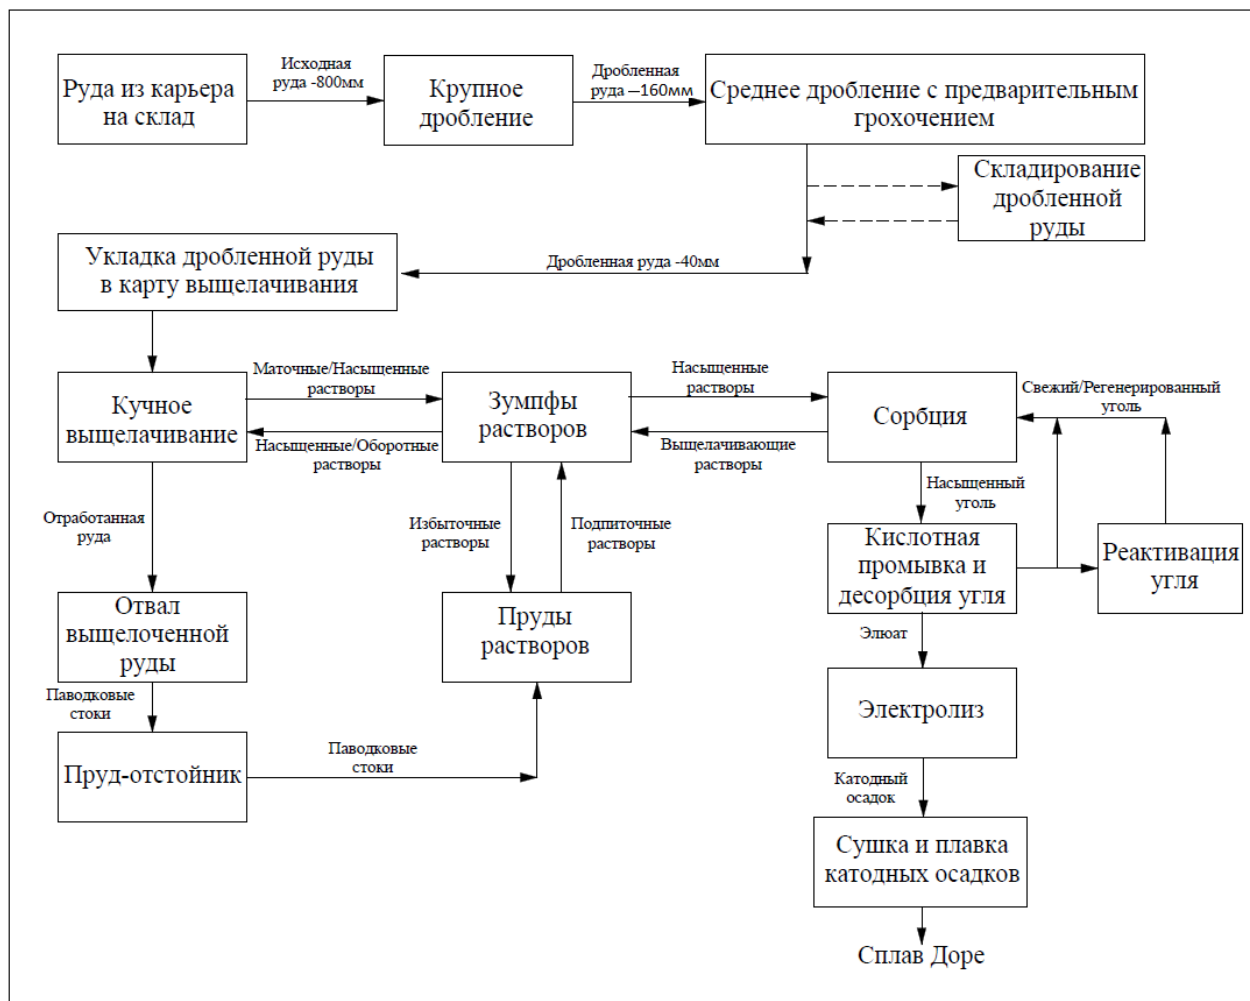 Исходная
руда -800мм
Дробленная
руда –160мм
Руда из карьера
на склад
Крупное
дробление
Среднее дробление с предварительным
грохочением
Складирование
дробленной
руды
Укладка дробленной руды
в карту выщелачивания
Дробленная руда -40мм
Маточные/Насыщенные
растворы
Насыщенные
растворы
Свежий/Регенерированный
уголь
Кучное
выщелачивание
Зумпфы
растворов
Сорбция
Насыщенные/Оборотные
растворы
Выщелачивающие
растворы
Насыщенный
уголь
Отработанная
руда
Избыточные
растворы
Подпиточные
растворы
Кислотная
промывка и
десорбция угля
Реактивация
угля
Отвал
выщелоченной
руды
Пруды
растворов
Элюат
Паводковые
стоки
Электролиз
Пруд-отстойник
Паводковые
стоки
Катодный
осадок
Сушка и плавка
катодных осадков
Сплав Доре